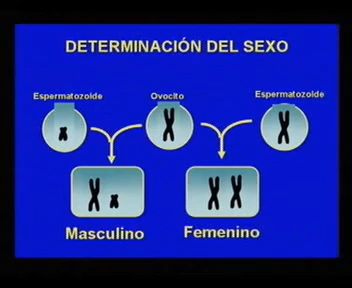 DETERMINACIÓN DEL SEXO
Espermatozoide
Ovocito
Espermatozoide
Masculino
Femenino